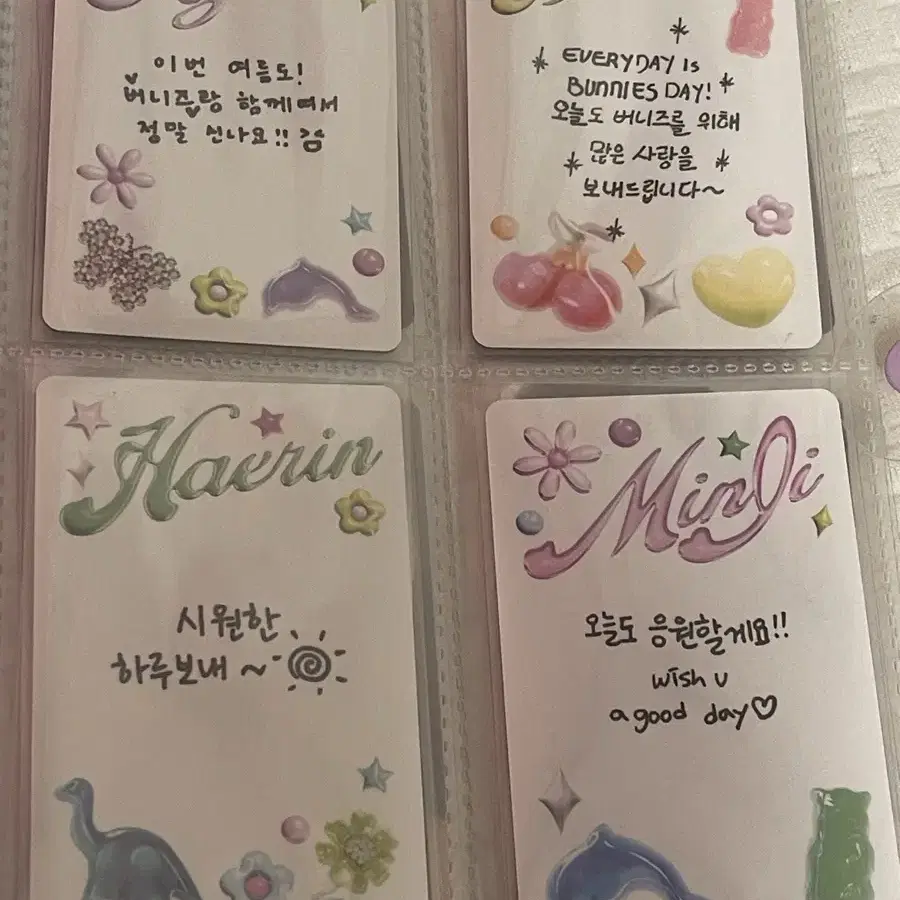 이번 여름도!
버니즈랑 함께여서
정말 신나요!!
EVERYDAY is
BUNNIES DAY!
오늘도 버니즈를 위해
많은 사랑을
보내드립니다~
Haerin
시원한
하루보내~
MinJi
오늘도 응원할게요!!
wish u
a good day♡